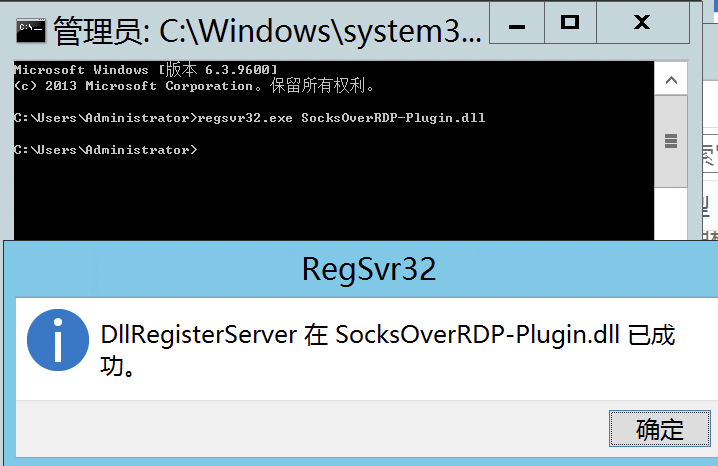 管理员: C:\Windows\system3...
Microsoft Windows [版本 6.3.9600]
(c) 2013 Microsoft Corporation。保留所有权利。
C:\Users\Administrator>regsvr32.exe SocksOverRDP-Plugin.dll
C:\Users\Administrator>
RegSvr32
DllRegisterServer 在 SocksOverRDP-Plugin.dll 已成
功。
确定